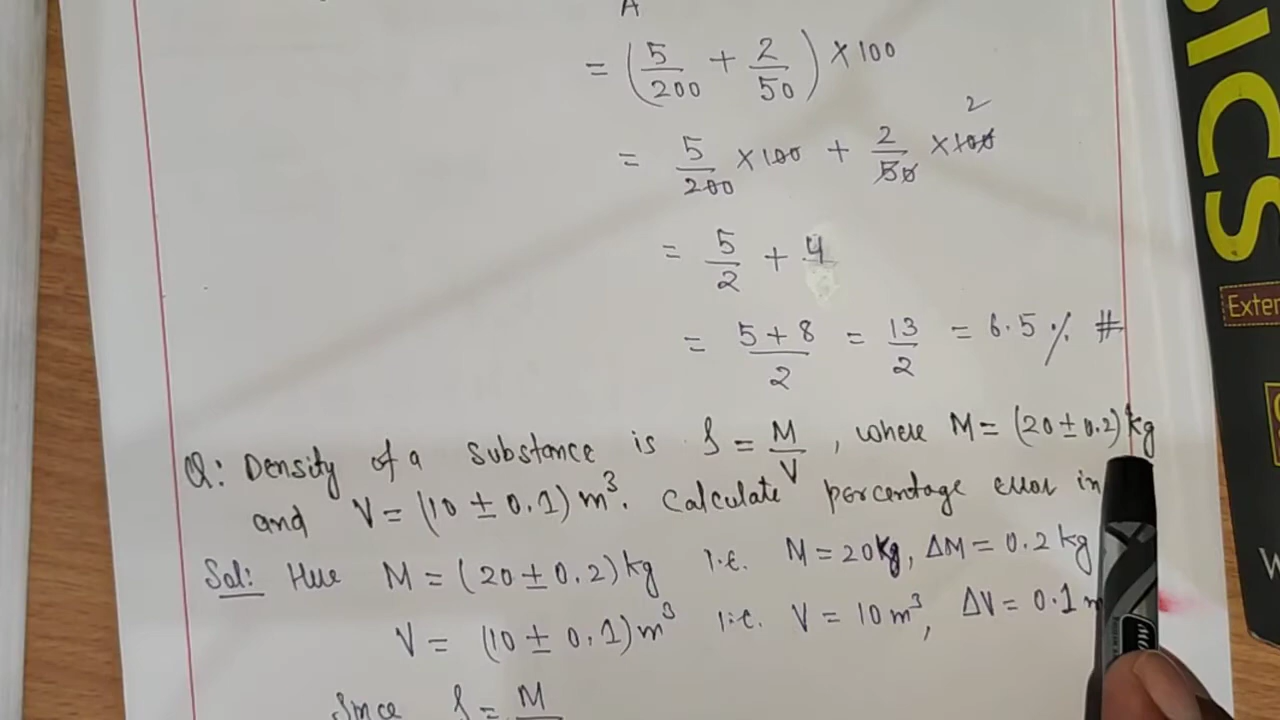 A
= (5/200 + 2/50) × 100
= 5/200 × 100 + 2/50 × 100 2
= 5/2 + 4
= 5+8/2 = 13/2 = 6.5 % #
Q: Density of a substance is ρ = M/V, where M = (20 ± 0.2) kg
and V = (10 ± 0.1) m³. Calculate percentage error in
Sol: Here M = (20 ± 0.2) kg i.e. M = 20 kg, ΔM = 0.2 kg
V = (10 ± 0.1) m³ i.e. V = 10 m³, ΔV = 0.1 m
Since ρ = M
ICS
Exter